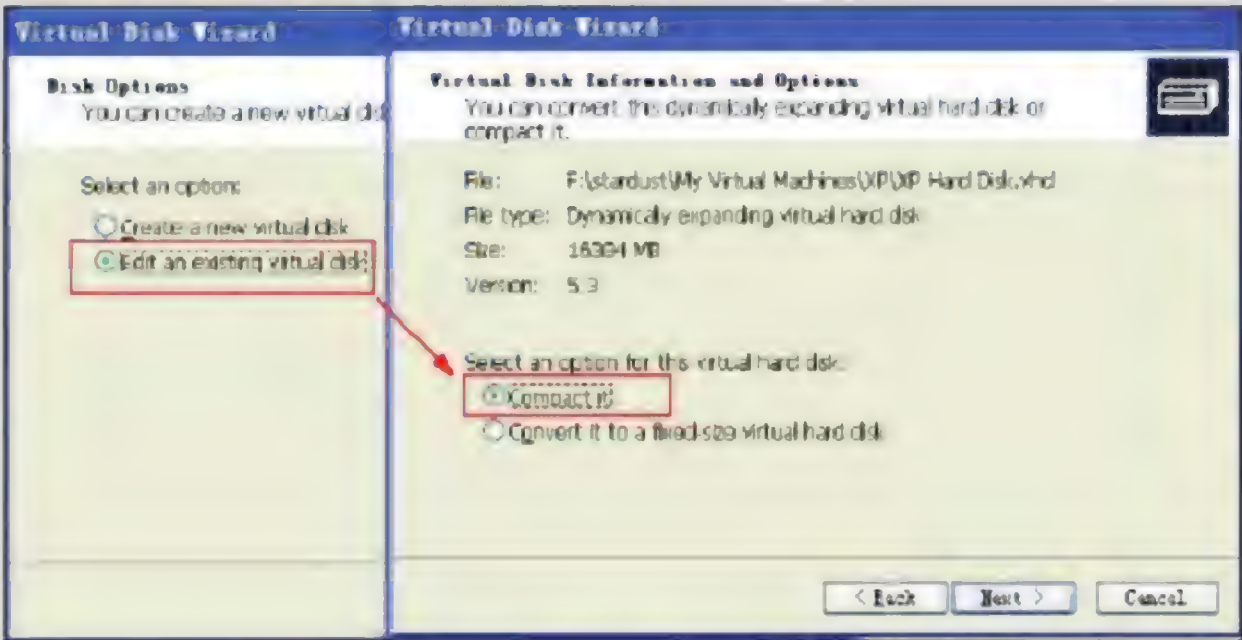 Virtual Disk Wizard
Disk Options
You can create a new virtual dis
Select an option:
Create a new virtual disk
Edit an existing virtual disk
Virtual Disk Wizard
Virtual Disk Information and Options
You can convert this dynamically expanding virtual hard disk or
compact it.
File: F:\stardust\My Virtual Machines\XP\XP Hard Disk.vhd
File type: Dynamically expanding virtual hard disk
Size: 16384 MB
Version: 5.3
Select an option for this virtual hard disk:
Compact it
Convert it to a fixed-size virtual hard disk
< Back Next > Cancel